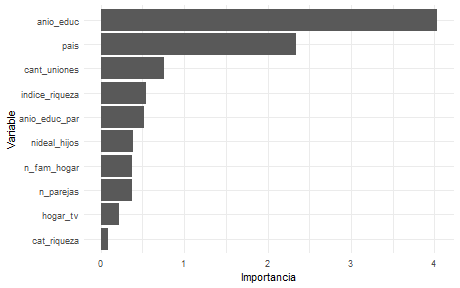 anio_educ
pais
cant_uniones
indice_riqueza
anio_educ_par
nideal_hijos
n_fam_hogar
n_parejas
hogar_tv
cat_riqueza
Variable
0 1 2 3 4
Importancia